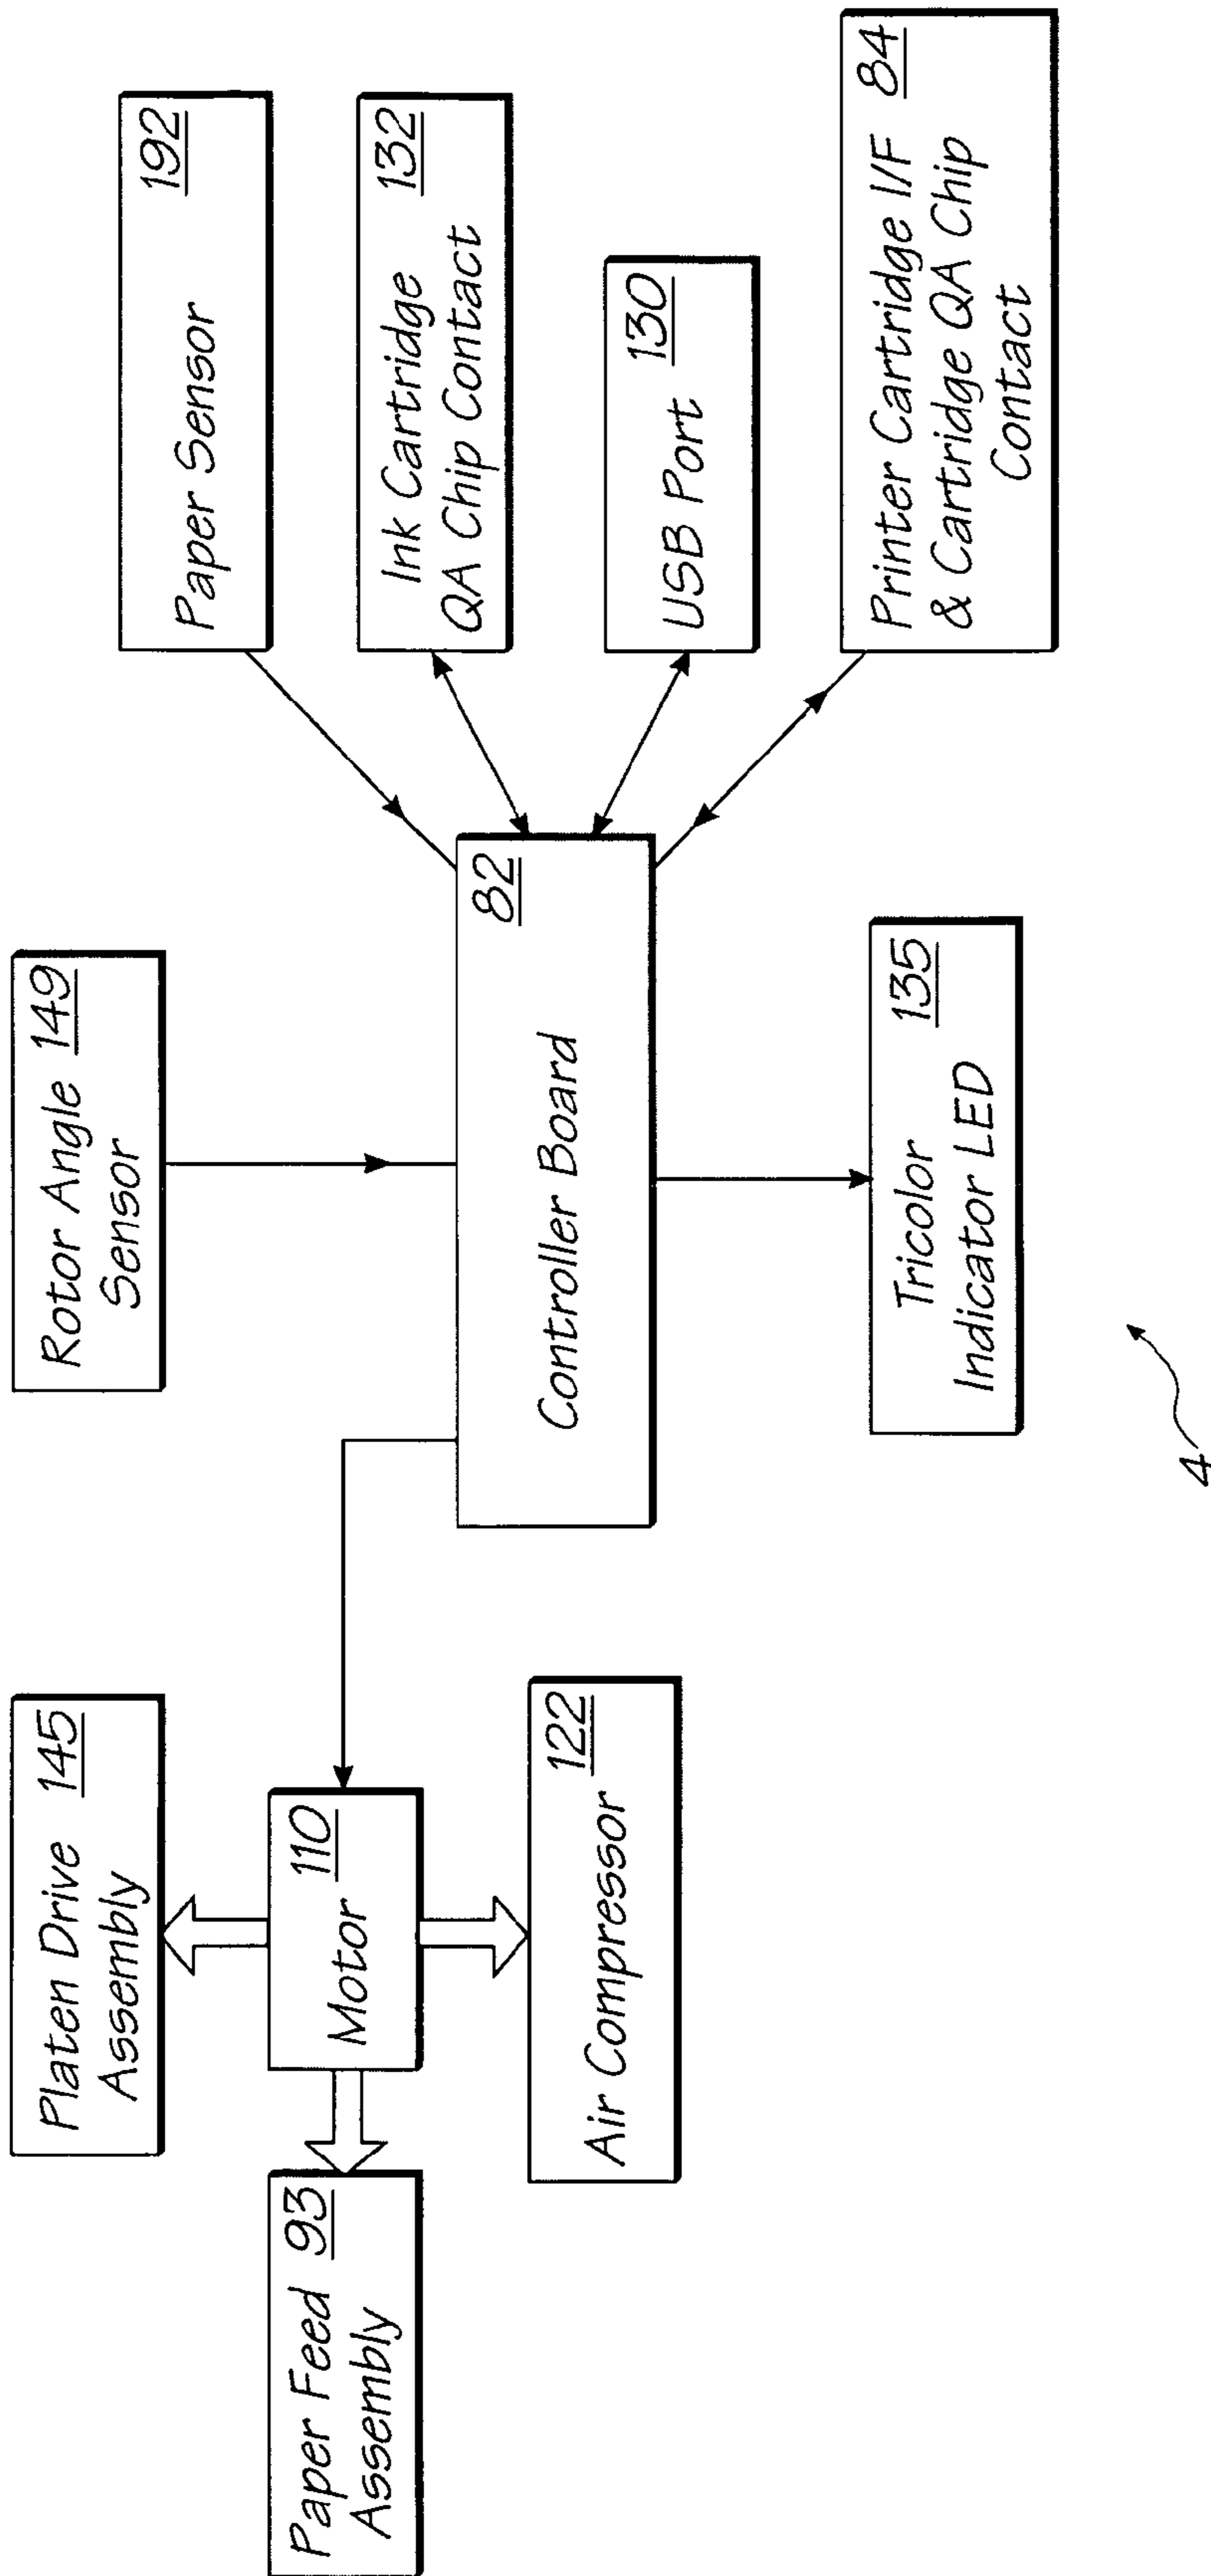 Platen Drive 145
Assembly
Rotor Angle 149
Sensor
Paper Sensor 192
Paper Feed 93
Assembly
Motor 110
Air Compressor 122
Controller Board 82
Ink Cartridge 132
QA Chip Contact
USB Port 130
Tricolor 135
Indicator LED
Printer Cartridge I/F 84
& Cartridge QA Chip
Contact
4